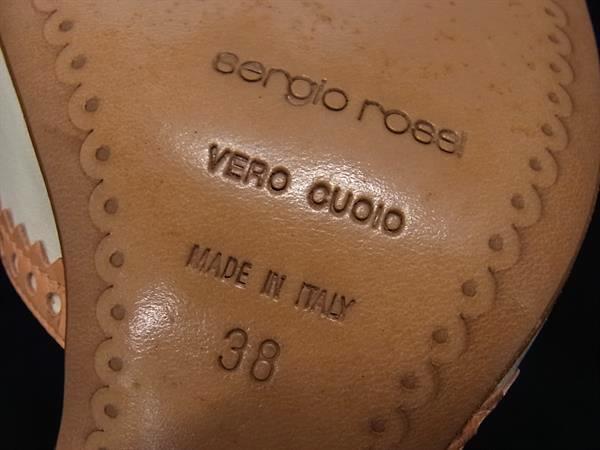 sergio rossi
VERO CUOIO
MADE IN ITALY
38